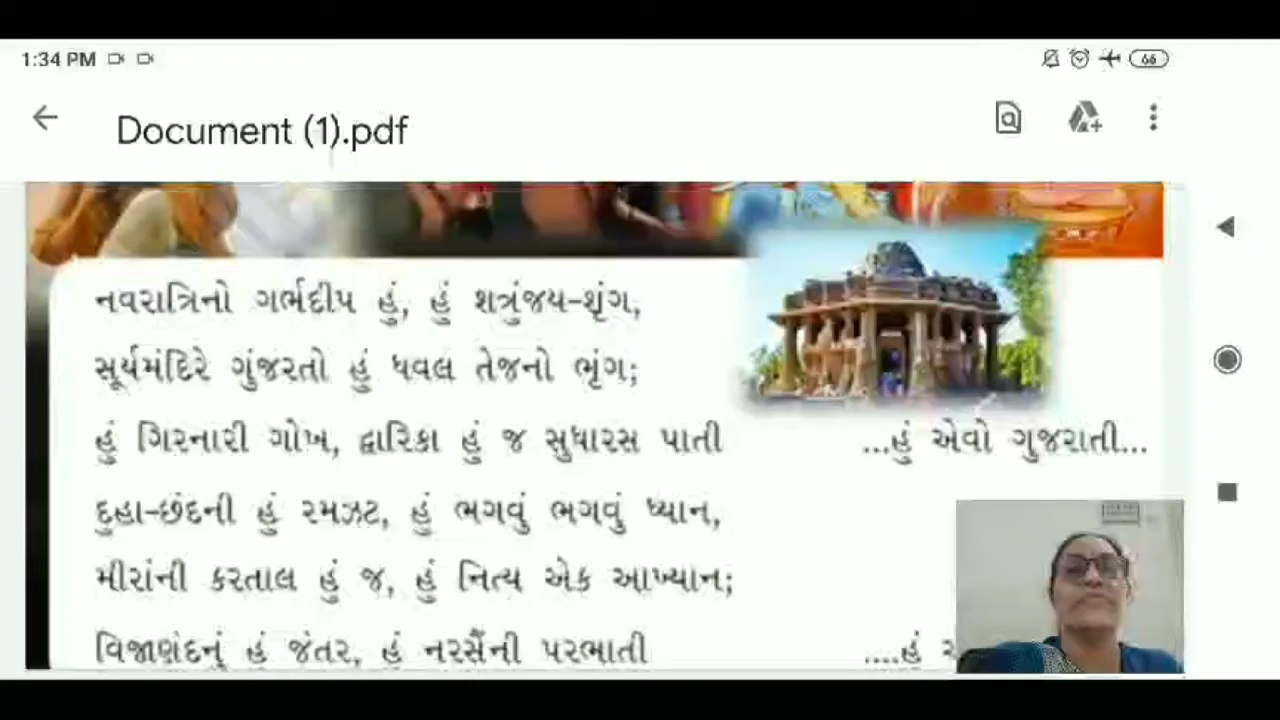 1:34 PM 66
Document (1).pdf
નવરાત્રિનો ગર્ભદીપ હું, હું શત્રુંજય-શૃંગ,
સૂર્યમંદિરે ગુંજરતો હું ધવલ તેજનો ભૃંગ;
હું ગિરનારી ગોખ, દ્વારિકા હું જ સુધારસ પાતી ...હું એવો ગુજરાતી...
દુહા-છંદની હું રમઝટ, હું ભગવું ભગવું ધ્યાન,
મીરાંની કરતાલ હું જ, હું નિત્ય એક આખ્યાન;
વિજાણંદનું હું જંતર, હું નરસૈંની પરભાતી ....હું